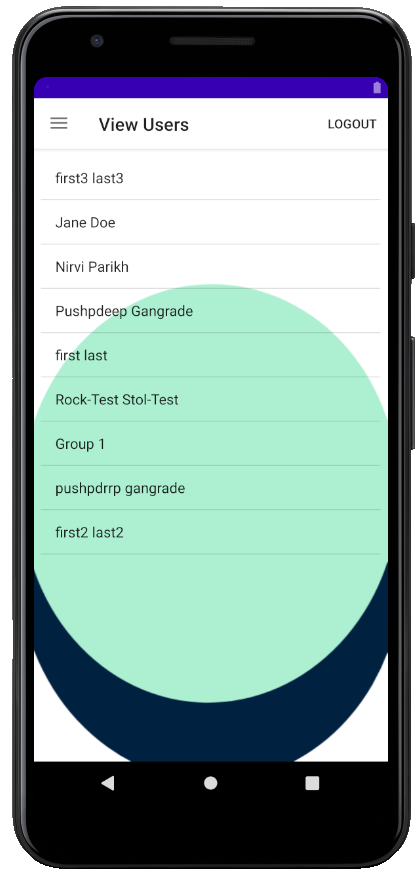 View Users
LOGOUT
first3 last3
Jane Doe
Nirvi Parikh
Pushpdeep Gangrade
first last
Rock-Test Stol-Test
Group 1
pushpdrrp gangrade
first2 last2